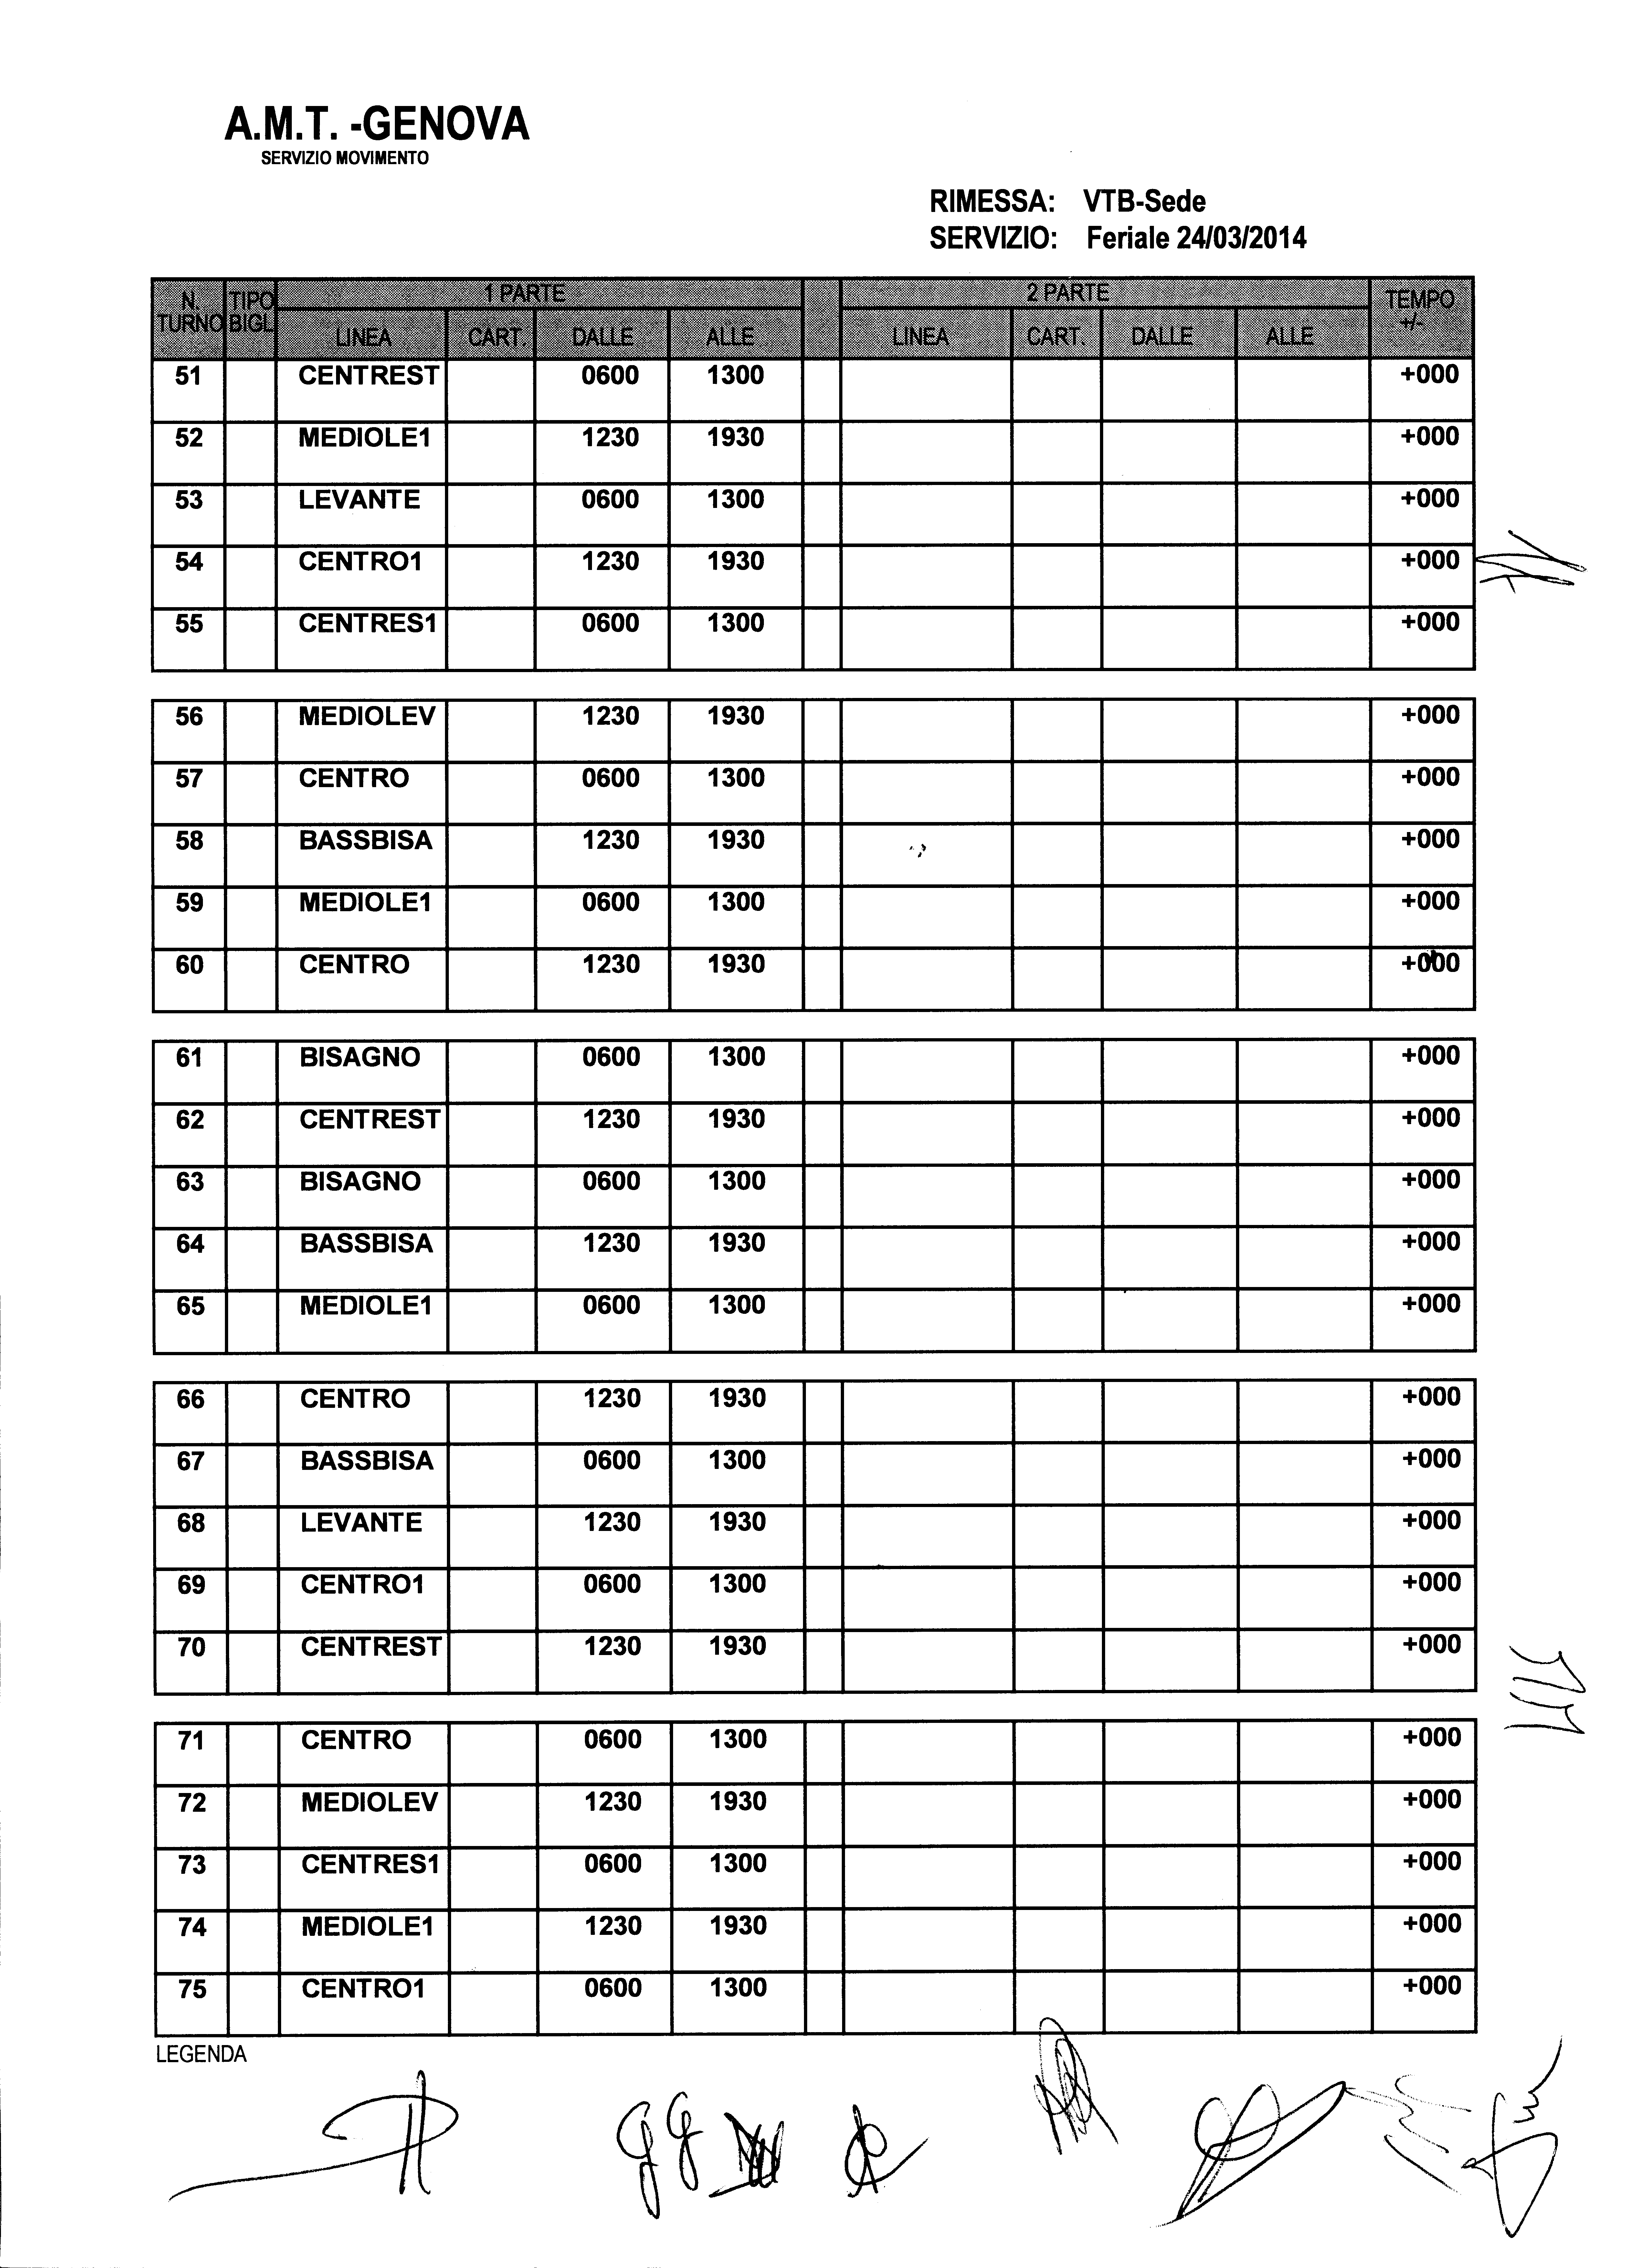 A.M.T. -GENOVA
SERVIZIO MOVIMENTO
RIMESSA: VTB-Sede
SERVIZIO: Feriale 24/03/2014
N. TURNO TIPO BIGL 1 PARTE 2 PARTE TEMPO +/-
LINEA CART. DALLE ALLE LINEA CART. DALLE ALLE
51 CENTREST 0600 1300 +000
52 MEDIOLE1 1230 1930 +000
53 LEVANTE 0600 1300 +000
54 CENTRO1 1230 1930 +000
55 CENTRES1 0600 1300 +000
56 MEDIOLEV 1230 1930 +000
57 CENTRO 0600 1300 +000
58 BASSBISA 1230 1930 +000
59 MEDIOLE1 0600 1300 +000
60 CENTRO 1230 1930 +000
61 BISAGNO 0600 1300 +000
62 CENTREST 1230 1930 +000
63 BISAGNO 0600 1300 +000
64 BASSBISA 1230 1930 +000
65 MEDIOLE1 0600 1300 +000
66 CENTRO 1230 1930 +000
67 BASSBISA 0600 1300 +000
68 LEVANTE 1230 1930 +000
69 CENTRO1 0600 1300 +000
70 CENTREST 1230 1930 +000
71 CENTRO 0600 1300 +000
72 MEDIOLEV 1230 1930 +000
73 CENTRES1 0600 1300 +000
74 MEDIOLE1 1230 1930 +000
75 CENTRO1 0600 1300 +000
LEGENDA